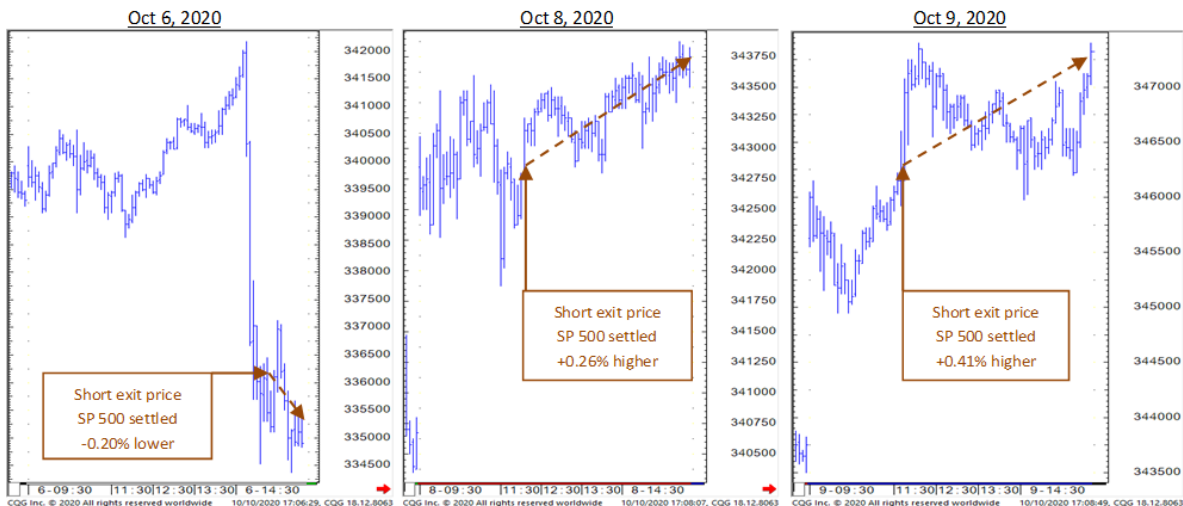 Oct 6, 2020
342000
341500
341000
340500
340000
339500
339000
338500
338000
337500
337000
336500
336000
335500
335000
334500
Short exit price
SP 500 settled
-0.20% lower
6-09:30 |11:30|12:30|13:30| 6-14:30
CQG Inc. © 2020 All rights reserved worldwide 10/10/2020 17:06:29, CQG 18.12.8063
Oct 8, 2020
343750
343500
343250
343000
342750
342500
342250
342000
341750
341500
341250
341000
340750
340500
Short exit price
SP 500 settled
+0.26% higher
8-09:30 |11:30|12:30|13:30| 8-14:30
CQG Inc. © 2020 All rights reserved worldwide 10/10/2020 17:08:07, CQG 18.12.8063
Oct 9, 2020
347000
346500
346000
345500
345000
344500
344000
343500
Short exit price
SP 500 settled
+0.41% higher
9-09:30 |11:30|12:30|13:30| 9-14:30
CQG Inc. © 2020 All rights reserved worldwide 10/10/2020 17:08:49, CQG 18.12.8063